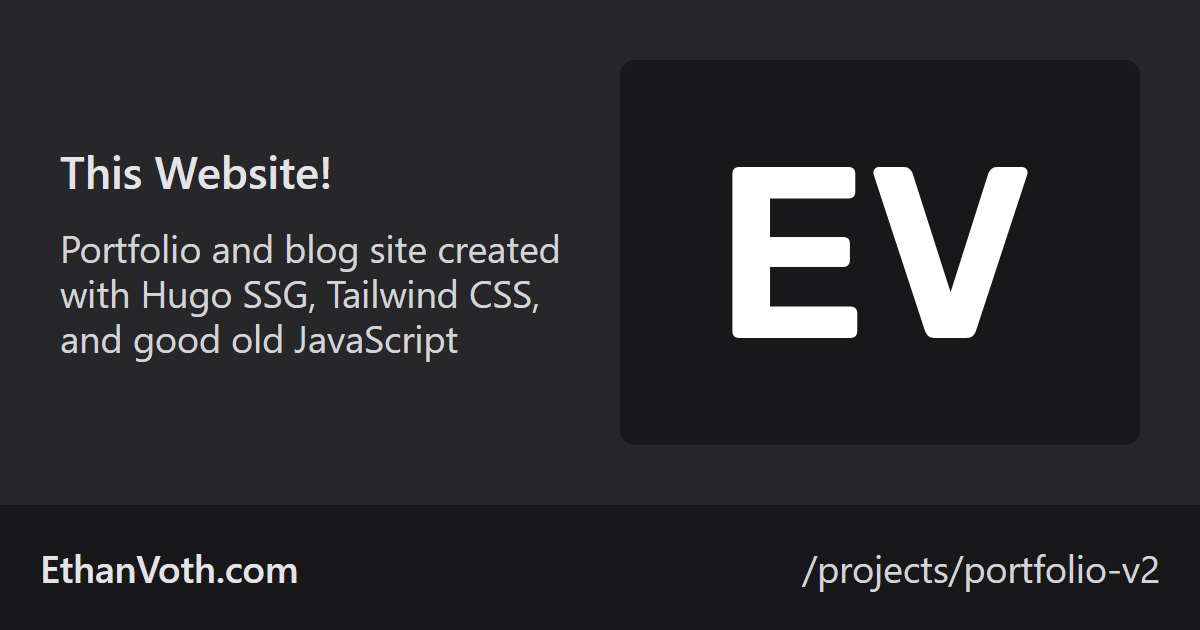 This Website!
Portfolio and blog site created
with Hugo SSG, Tailwind CSS,
and good old JavaScript
EV
EthanVoth.com
/projects/portfolio-v2